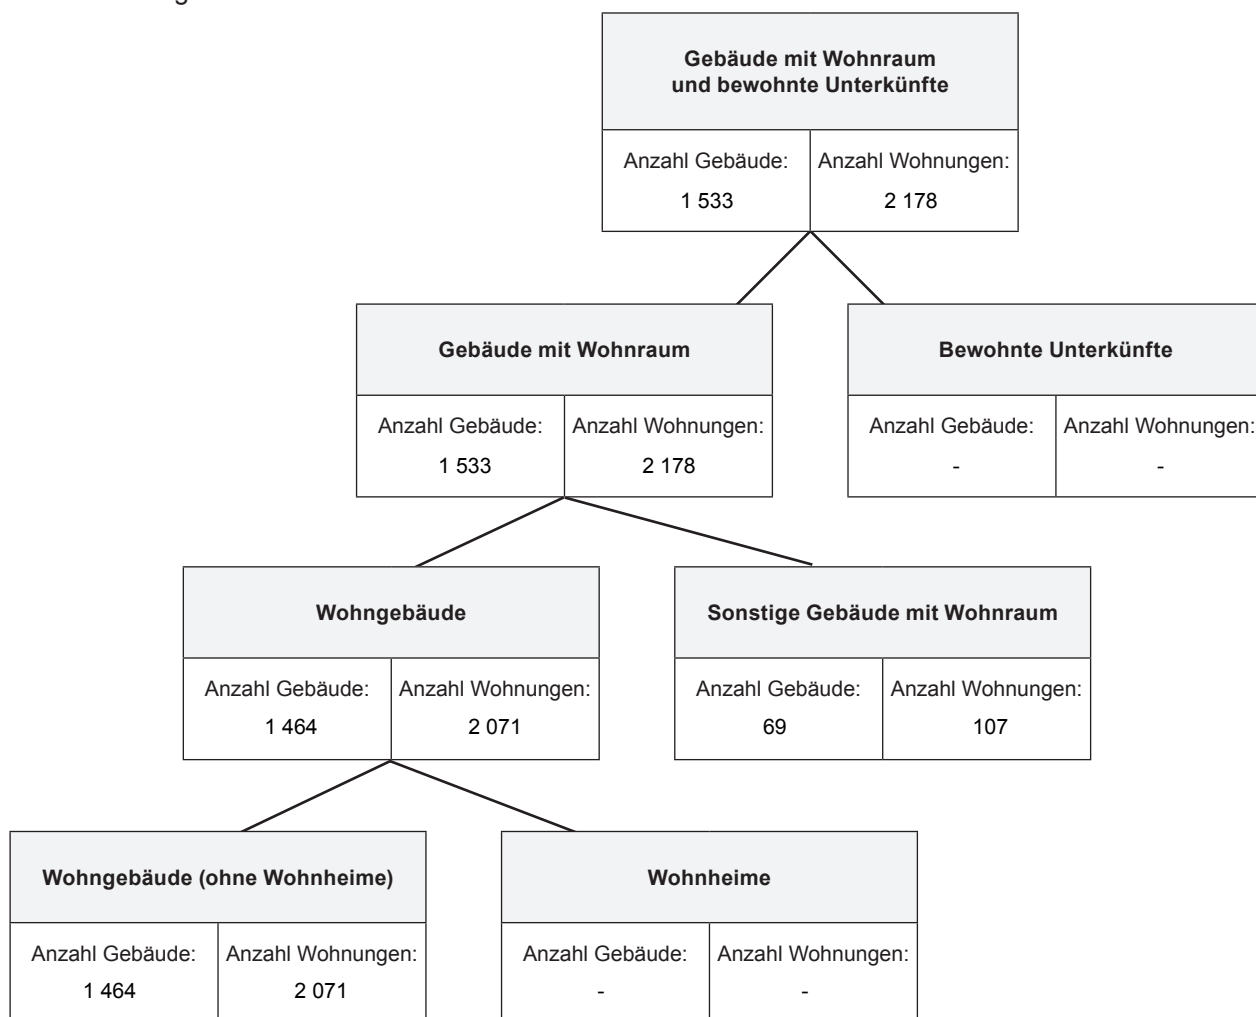 Gebäude mit Wohnraum
und bewohnte Unterkünfte
Anzahl Gebäude:
Anzahl Wohnungen:
1 533
2 178
Gebäude mit Wohnraum
Anzahl Gebäude:
Anzahl Wohnungen:
1 533
2 178
Bewohnte Unterkünfte
Anzahl Gebäude:
Anzahl Wohnungen:
-
-
Wohngebäude
Anzahl Gebäude:
Anzahl Wohnungen:
1 464
2 071
Sonstige Gebäude mit Wohnraum
Anzahl Gebäude:
Anzahl Wohnungen:
69
107
Wohngebäude (ohne Wohnheime)
Anzahl Gebäude:
Anzahl Wohnungen:
1 464
2 071
Wohnheime
Anzahl Gebäude:
Anzahl Wohnungen:
-
-